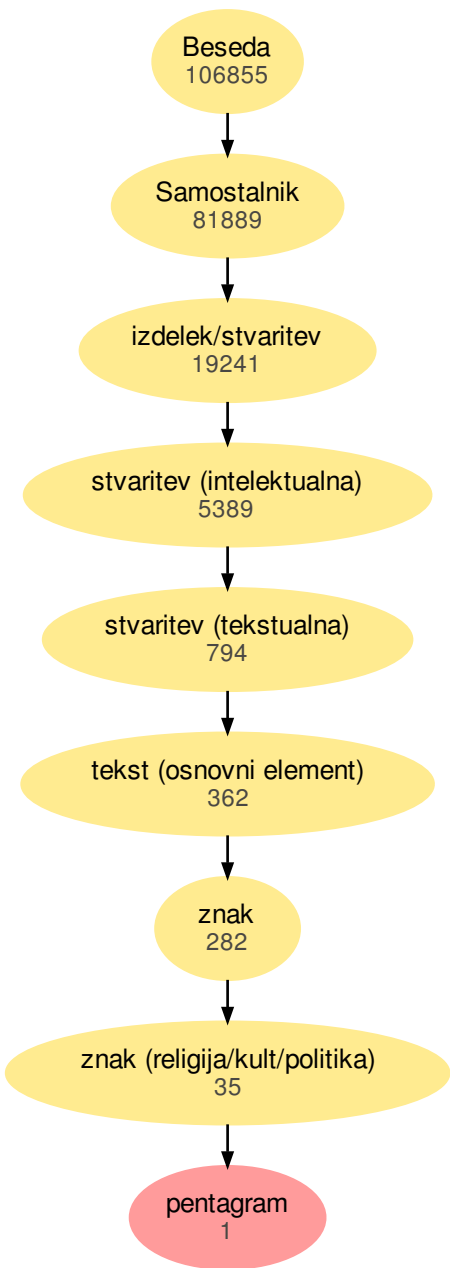 Beseda
106855
Samostalnik
81889
izdelek/stvaritev
19241
stvaritev (intelektualna)
5389
stvaritev (tekstualna)
794
tekst (osnovni element)
362
znak
282
znak (religija/kult/politika)
35
pentagram
1